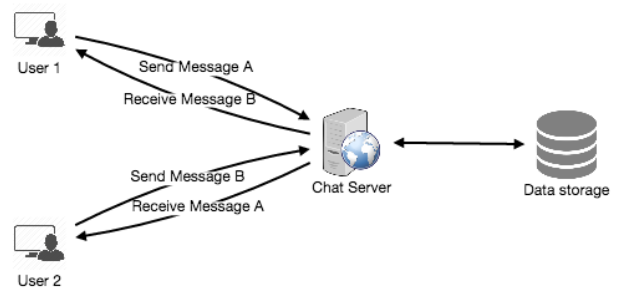 User 1
Send Message A
Receive Message B
Chat Server
Data storage
Send Message B
Receive Message A
User 2